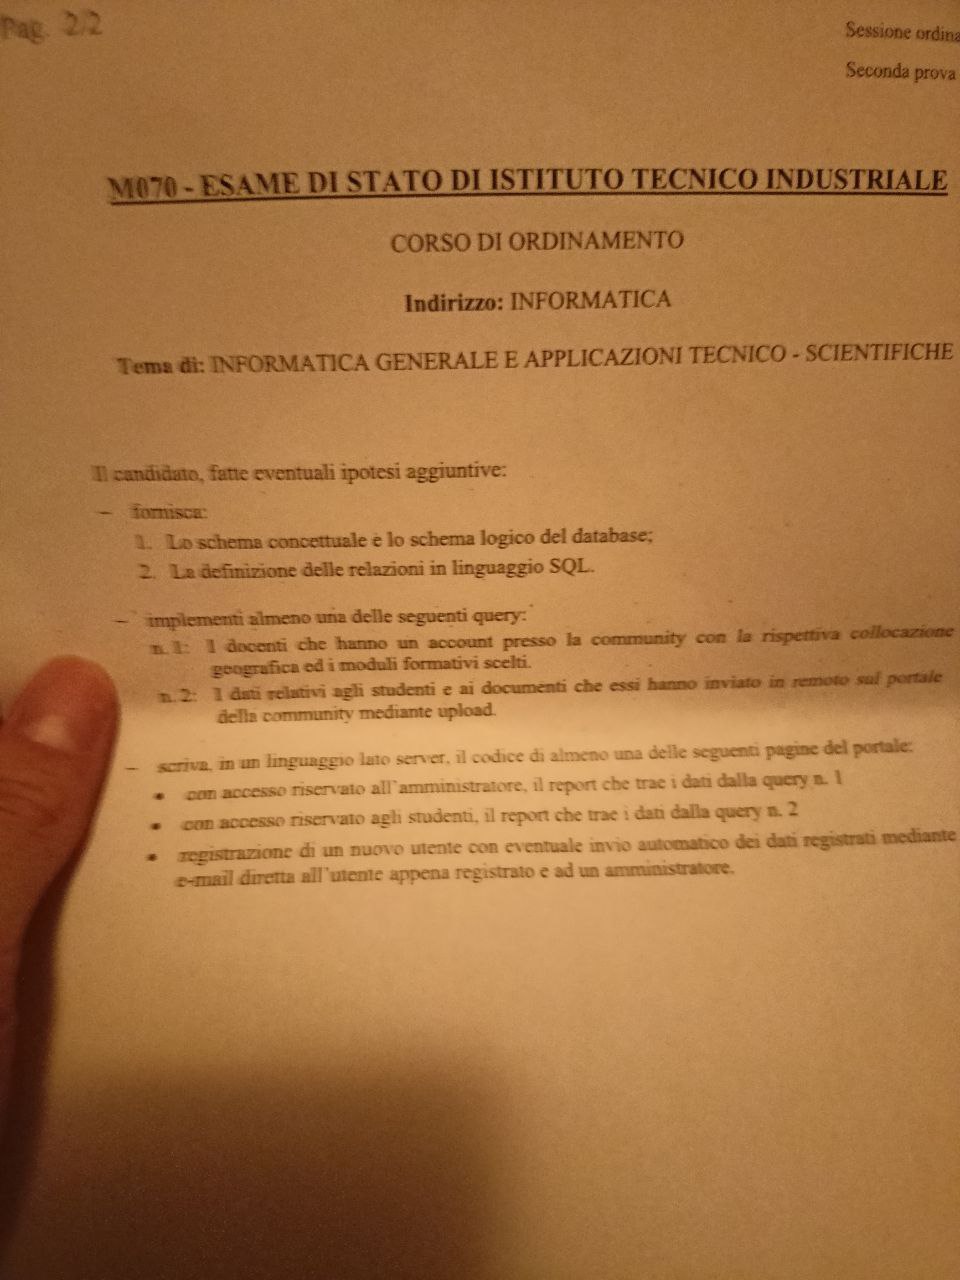 Pag. 2/2
Sessione ordina
Seconda prova
M070 - ESAME DI STATO DI ISTITUTO TECNICO INDUSTRIALE
CORSO DI ORDINAMENTO
Indirizzo: INFORMATICA
Tema di: INFORMATICA GENERALE E APPLICAZIONI TECNICO - SCIENTIFICHE
Il candidato, fatte eventuali ipotesi aggiuntive:
– fornisca:
1. Lo schema concettuale e lo schema logico del database;
2. La definizione delle relazioni in linguaggio SQL.
– implementi almeno una delle seguenti query:
n. 1: I docenti che hanno un account presso la community con la rispettiva collocazione
geografica ed i moduli formativi scelti.
n. 2: I dati relativi agli studenti e ai documenti che essi hanno inviato in remoto sul portale
della community mediante upload.
– scriva, in un linguaggio lato server, il codice di almeno una delle seguenti pagine del portale:
• con accesso riservato all'amministratore, il report che trae i dati dalla query n. 1
• con accesso riservato agli studenti, il report che trae i dati dalla query n. 2
• registrazione di un nuovo utente con eventuale invio automatico dei dati registrati mediante
e-mail diretta all'utente appena registrato e ad un amministratore.